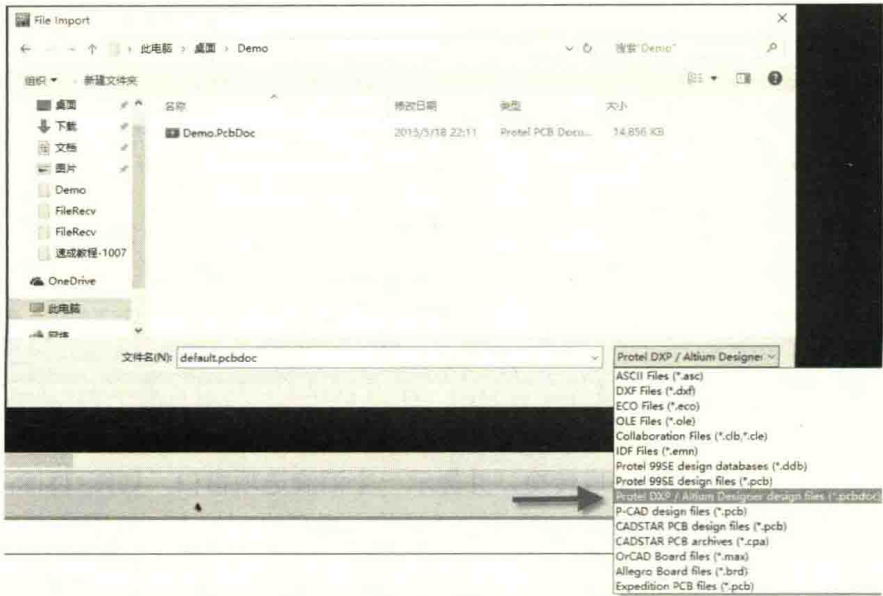 File Import
此电脑 › 桌面 › Demo
搜索"Demo"
组织 新建文件夹
名称 修改日期 类型 大小
桌面
下载
文档
图片
Demo
FileRecv
FileRecv
速成教程-1007
OneDrive
此电脑
网络
Demo.PcbDoc 2015/5/18 22:11 Protel PCB Docu... 14,856 KB
文件名(N): default.pcbdoc
Protel DXP / Altium Designer
ASCII Files (*.asc)
DXF Files (*.dxf)
ECO Files (*.eco)
OLE Files (*.ole)
Collaboration Files (*.clb,*.cle)
IDF Files (*.emn)
Protel 99SE design databases (*.ddb)
Protel 99SE design files (*.pcb)
Protel DXP / Altium Designer design files (*.pcbdoc)
P-CAD design files (*.pcb)
CADSTAR PCB design files (*.pcb)
CADSTAR PCB archives (*.cpa)
OrCAD Board files (*.max)
Allegro Board files (*.brd)
Expedition PCB files (*.pcb)